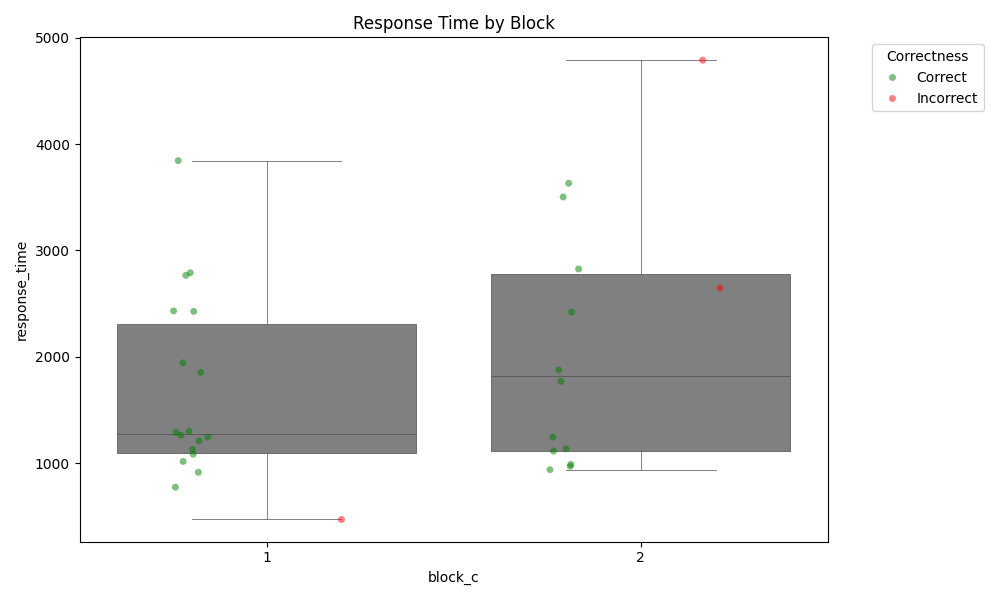 Response Time by Block
5000
4000
3000
2000
1000
response_time
1
2
block_c
Correctness
Correct
Incorrect